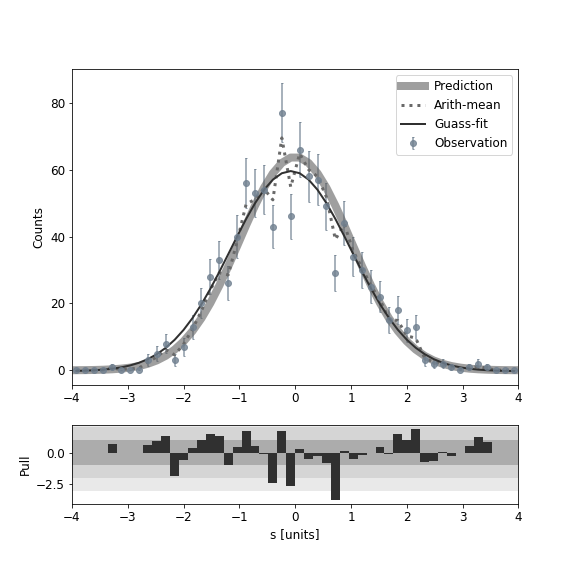 80
60
40
20
0
Counts
Prediction
Arith-mean
Guass-fit
Observation
−4 −3 −2 −1 0 1 2 3 4
0.0
−2.5
Pull
−4 −3 −2 −1 0 1 2 3 4
s [units]